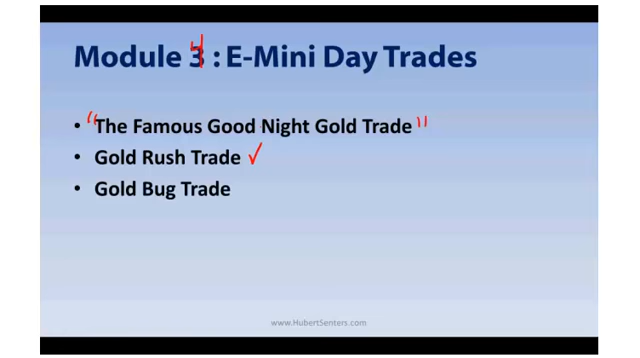 Module 3 4 : E-Mini Day Trades
• "The Famous Good Night Gold Trade"
• Gold Rush Trade ✓
• Gold Bug Trade
www.HubertSenters.com